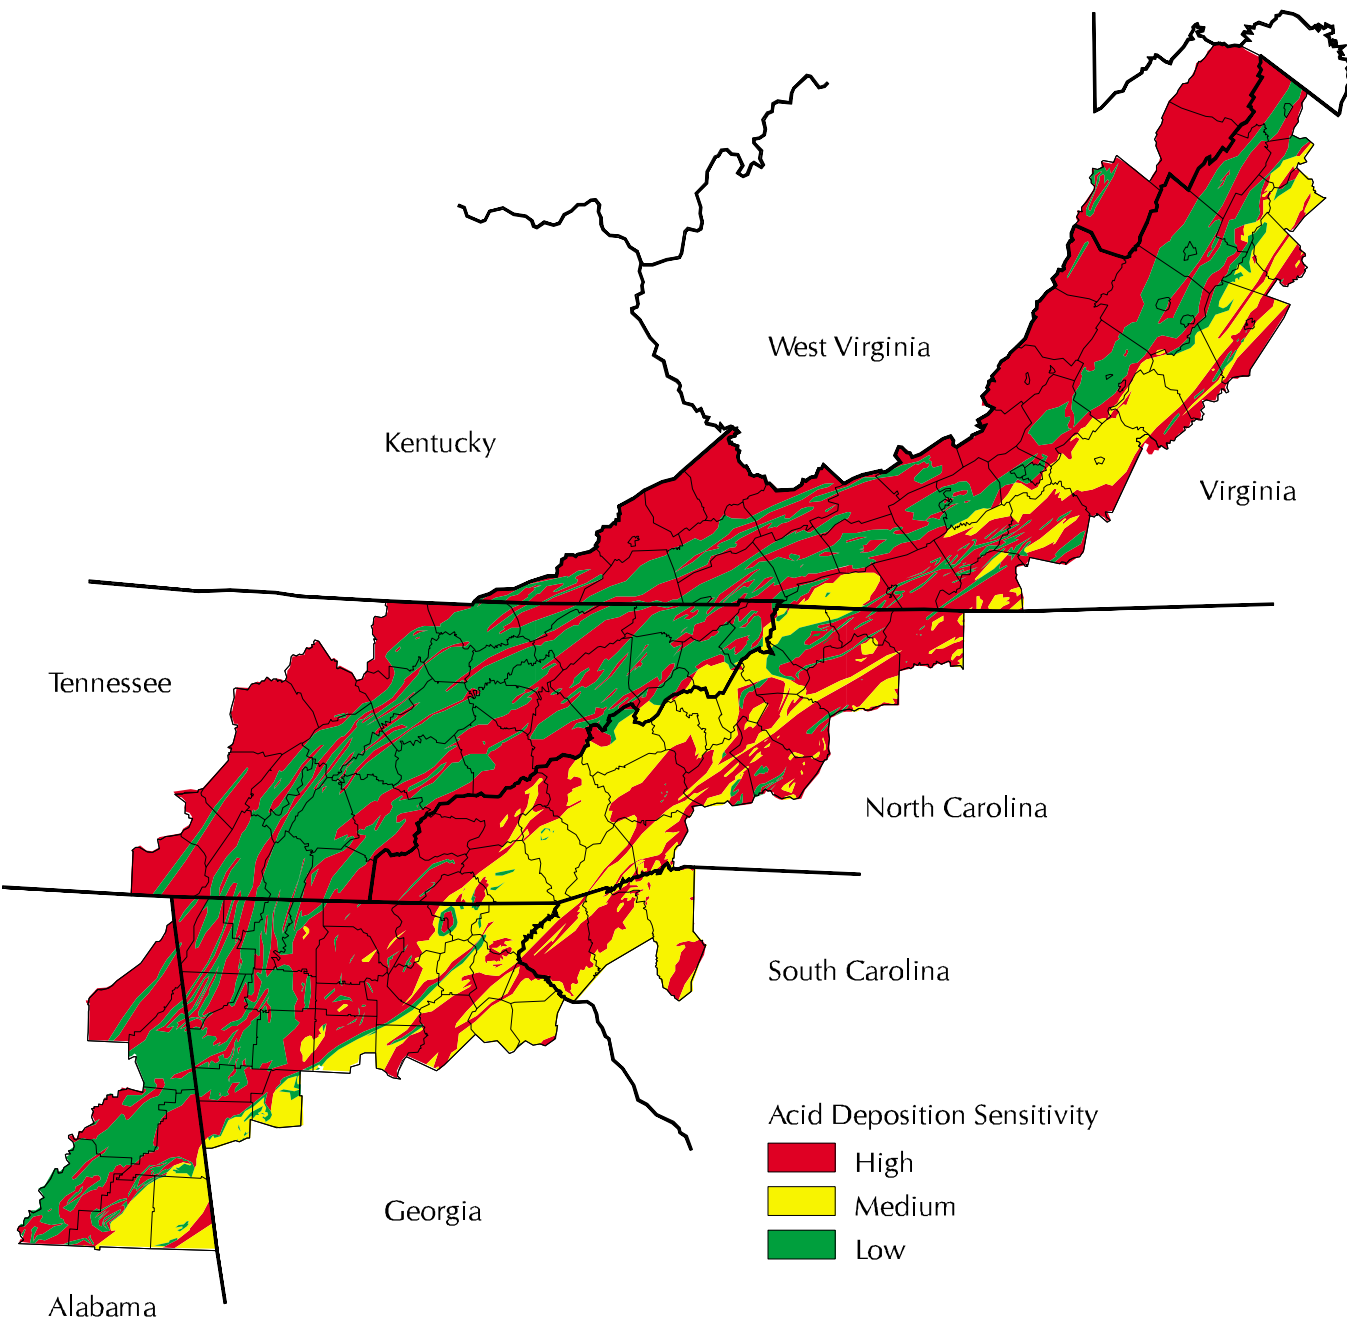 West Virginia
Kentucky
Virginia
Tennessee
North Carolina
South Carolina
Acid Deposition Sensitivity
High
Medium
Low
Georgia
Alabama